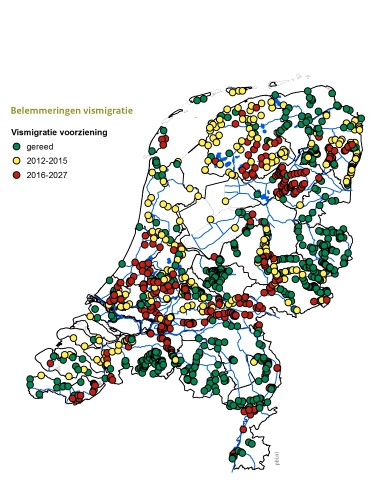 Belemmeringen vismigratie
Vismigratie voorziening
gereed
2012-2015
2016-2027